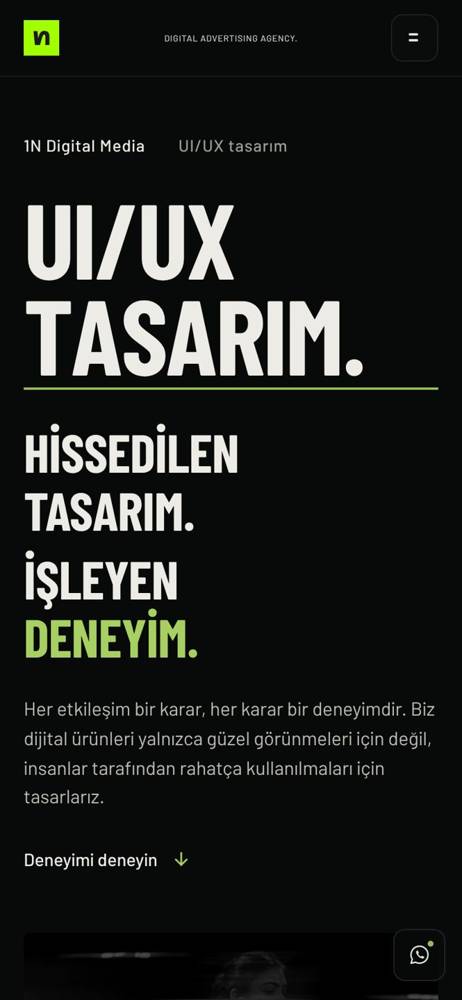 n
DIGITAL ADVERTISING AGENCY.
1N Digital Media
UI/UX tasarım
UI/UX
TASARIM.
HİSSEDİLEN
TASARIM.
İŞLEYEN
DENEYİM.
Her etkileşim bir karar, her karar bir deneyimdir. Biz
dijital ürünleri yalnızca güzel görünmeleri için değil,
insanlar tarafından rahatça kullanılmaları için
tasarlarız.
Deneyimi deneyin